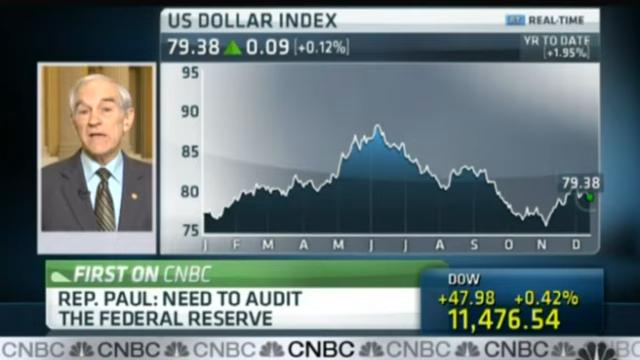 US DOLLAR INDEX
RT REAL-TIME
79.38 0.09 [+0.12%]
YR TO DATE
[+1.95%]
95
90
85
80
75
79.38
J F M A M J J A S O N D
FIRST ON CNBC
REP. PAUL: NEED TO AUDIT
THE FEDERAL RESERVE
DOW
+47.98 +0.42%
11,476.54
CNBC CNBC CNBC CNBC CNBC CNBC